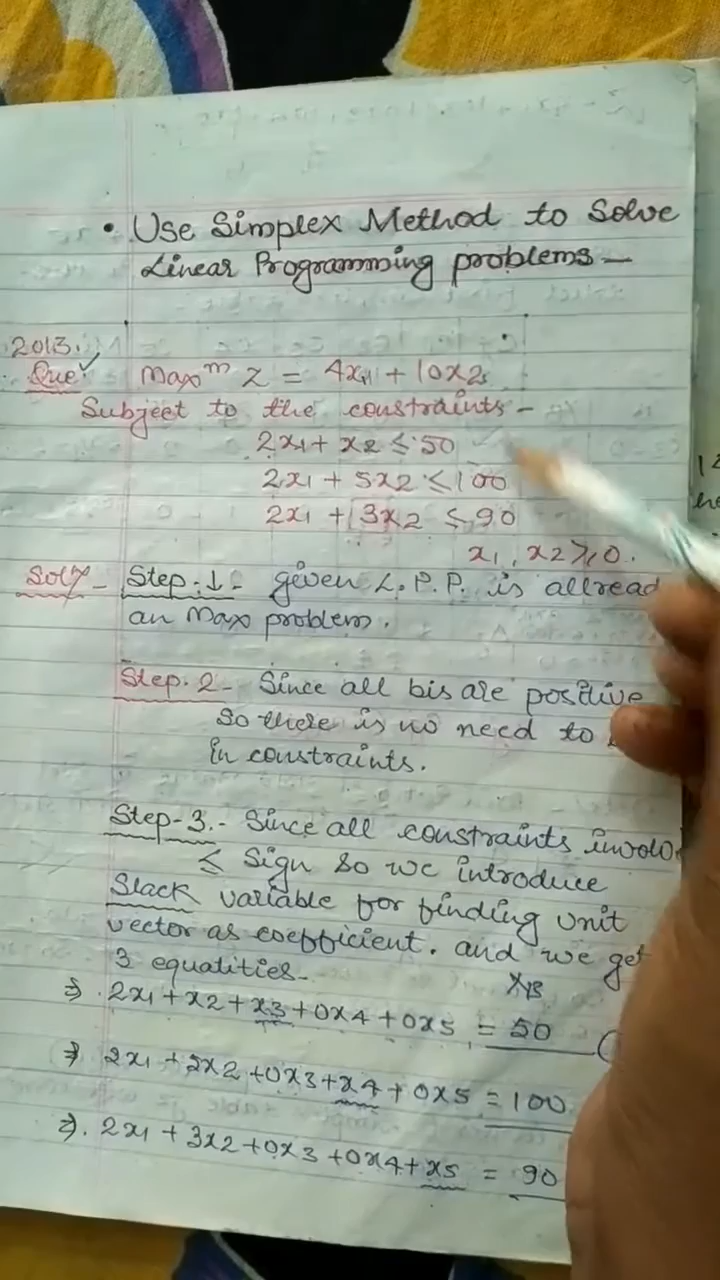 • Use Simplex Method to Solve
Linear Programming problems –
2013.
Que✓ Maxᵐ Z = 4x₁ + 10x₂
Subject to the constraints –
2x₁ + x₂ ≤ 50
2x₁ + 5x₂ ≤ 100
2x₁ + 3x₂ ≤ 90
x₁, x₂ ≥ 0.
Solⁿ – Step.1– given L.P.P. is allread
an Max problem.
Step.2 – Since all bis are positive
so there is no need to
in constraints.
Step-3.- Since all constraints involv
≤ Sign so we introduce
Slack variable for finding unit
vector as coefficient. and we get
3 equalities –
XB
⇒ 2x₁ + x₂ + x₃ + 0x₄ + 0x₅ = 50 (
⇒ 2x₁ + 5x₂ + 0x₃ + x₄ + 0x₅ = 100
⇒. 2x₁ + 3x₂ + 0x₃ + 0x₄ + x₅ = 90